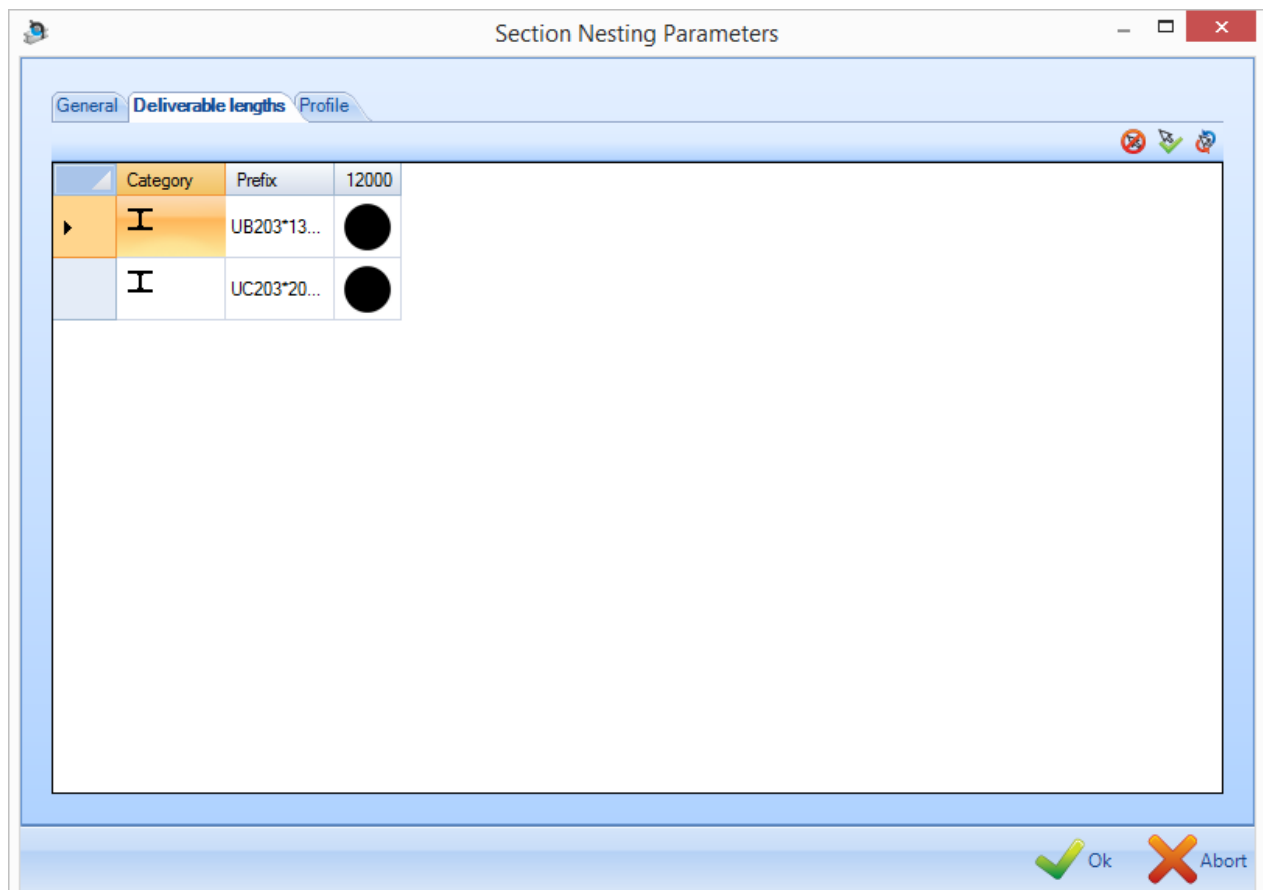 Section Nesting Parameters
General Deliverable lengths Profile
Category Prefix 12000
UB203*13...
UC203*20...
Ok Abort